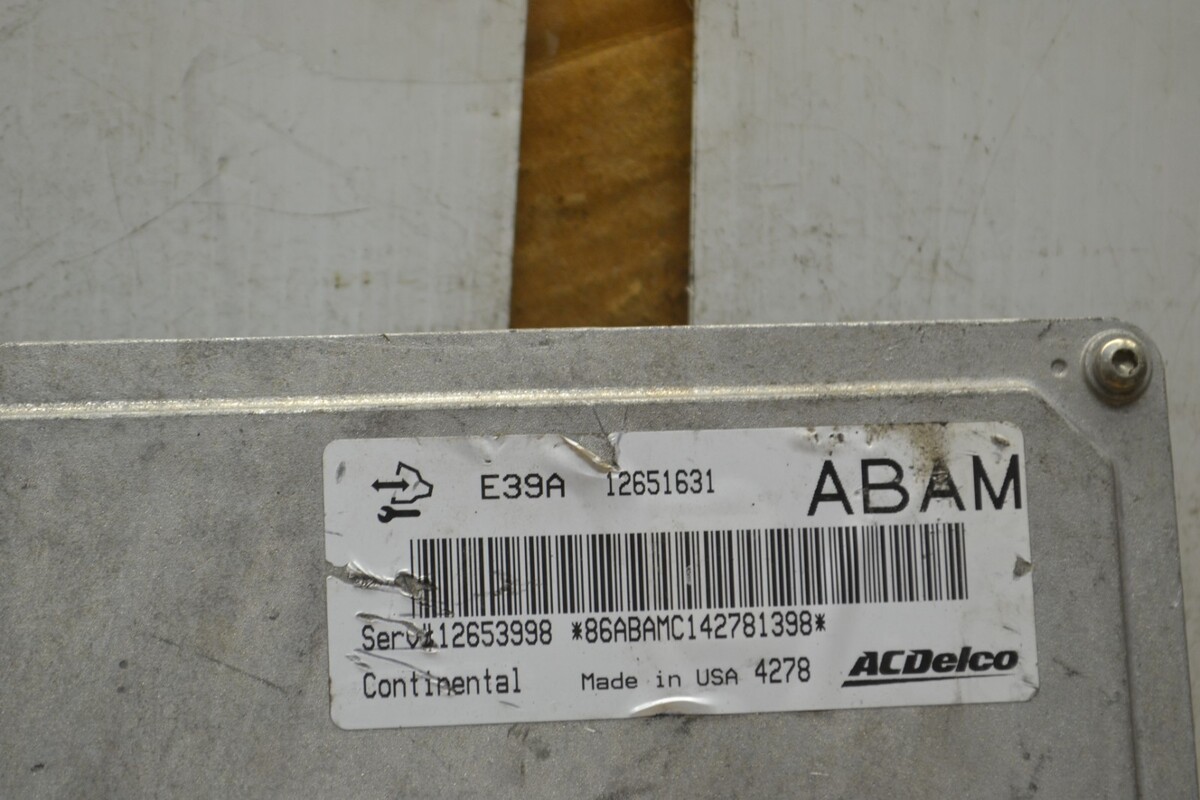 E39A 12651631 ABAM
Serv#12653998 *86ABAMC142781398*
Continental Made in USA 4278 ACDelco